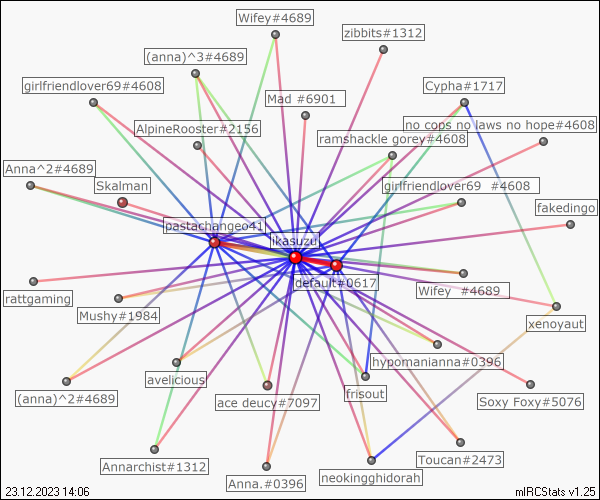 Wifey#4689
zibbits#1312
(anna)^3#4689
girlfriendlover69#4608
Cypha#1717
Mad #6901
no cops no laws no hope#4608
AlpineRooster#2156
ramshackle gorey#4608
Anna^2#4689
Skalman
girlfriendlover69 #4608
fakedingo
pastachangeo41
ikasuzu
default#0617
rattgaming
Wifey #4689
Mushy#1984
xenoyaut
hypomanianna#0396
avelicious
frisout
(anna)^2#4689
ace deucy#7097
Soxy Foxy#5076
Annarchist#1312
Toucan#2473
Anna.#0396
neokingghidorah
23.12.2023 14:06
mIRCStats v1.25